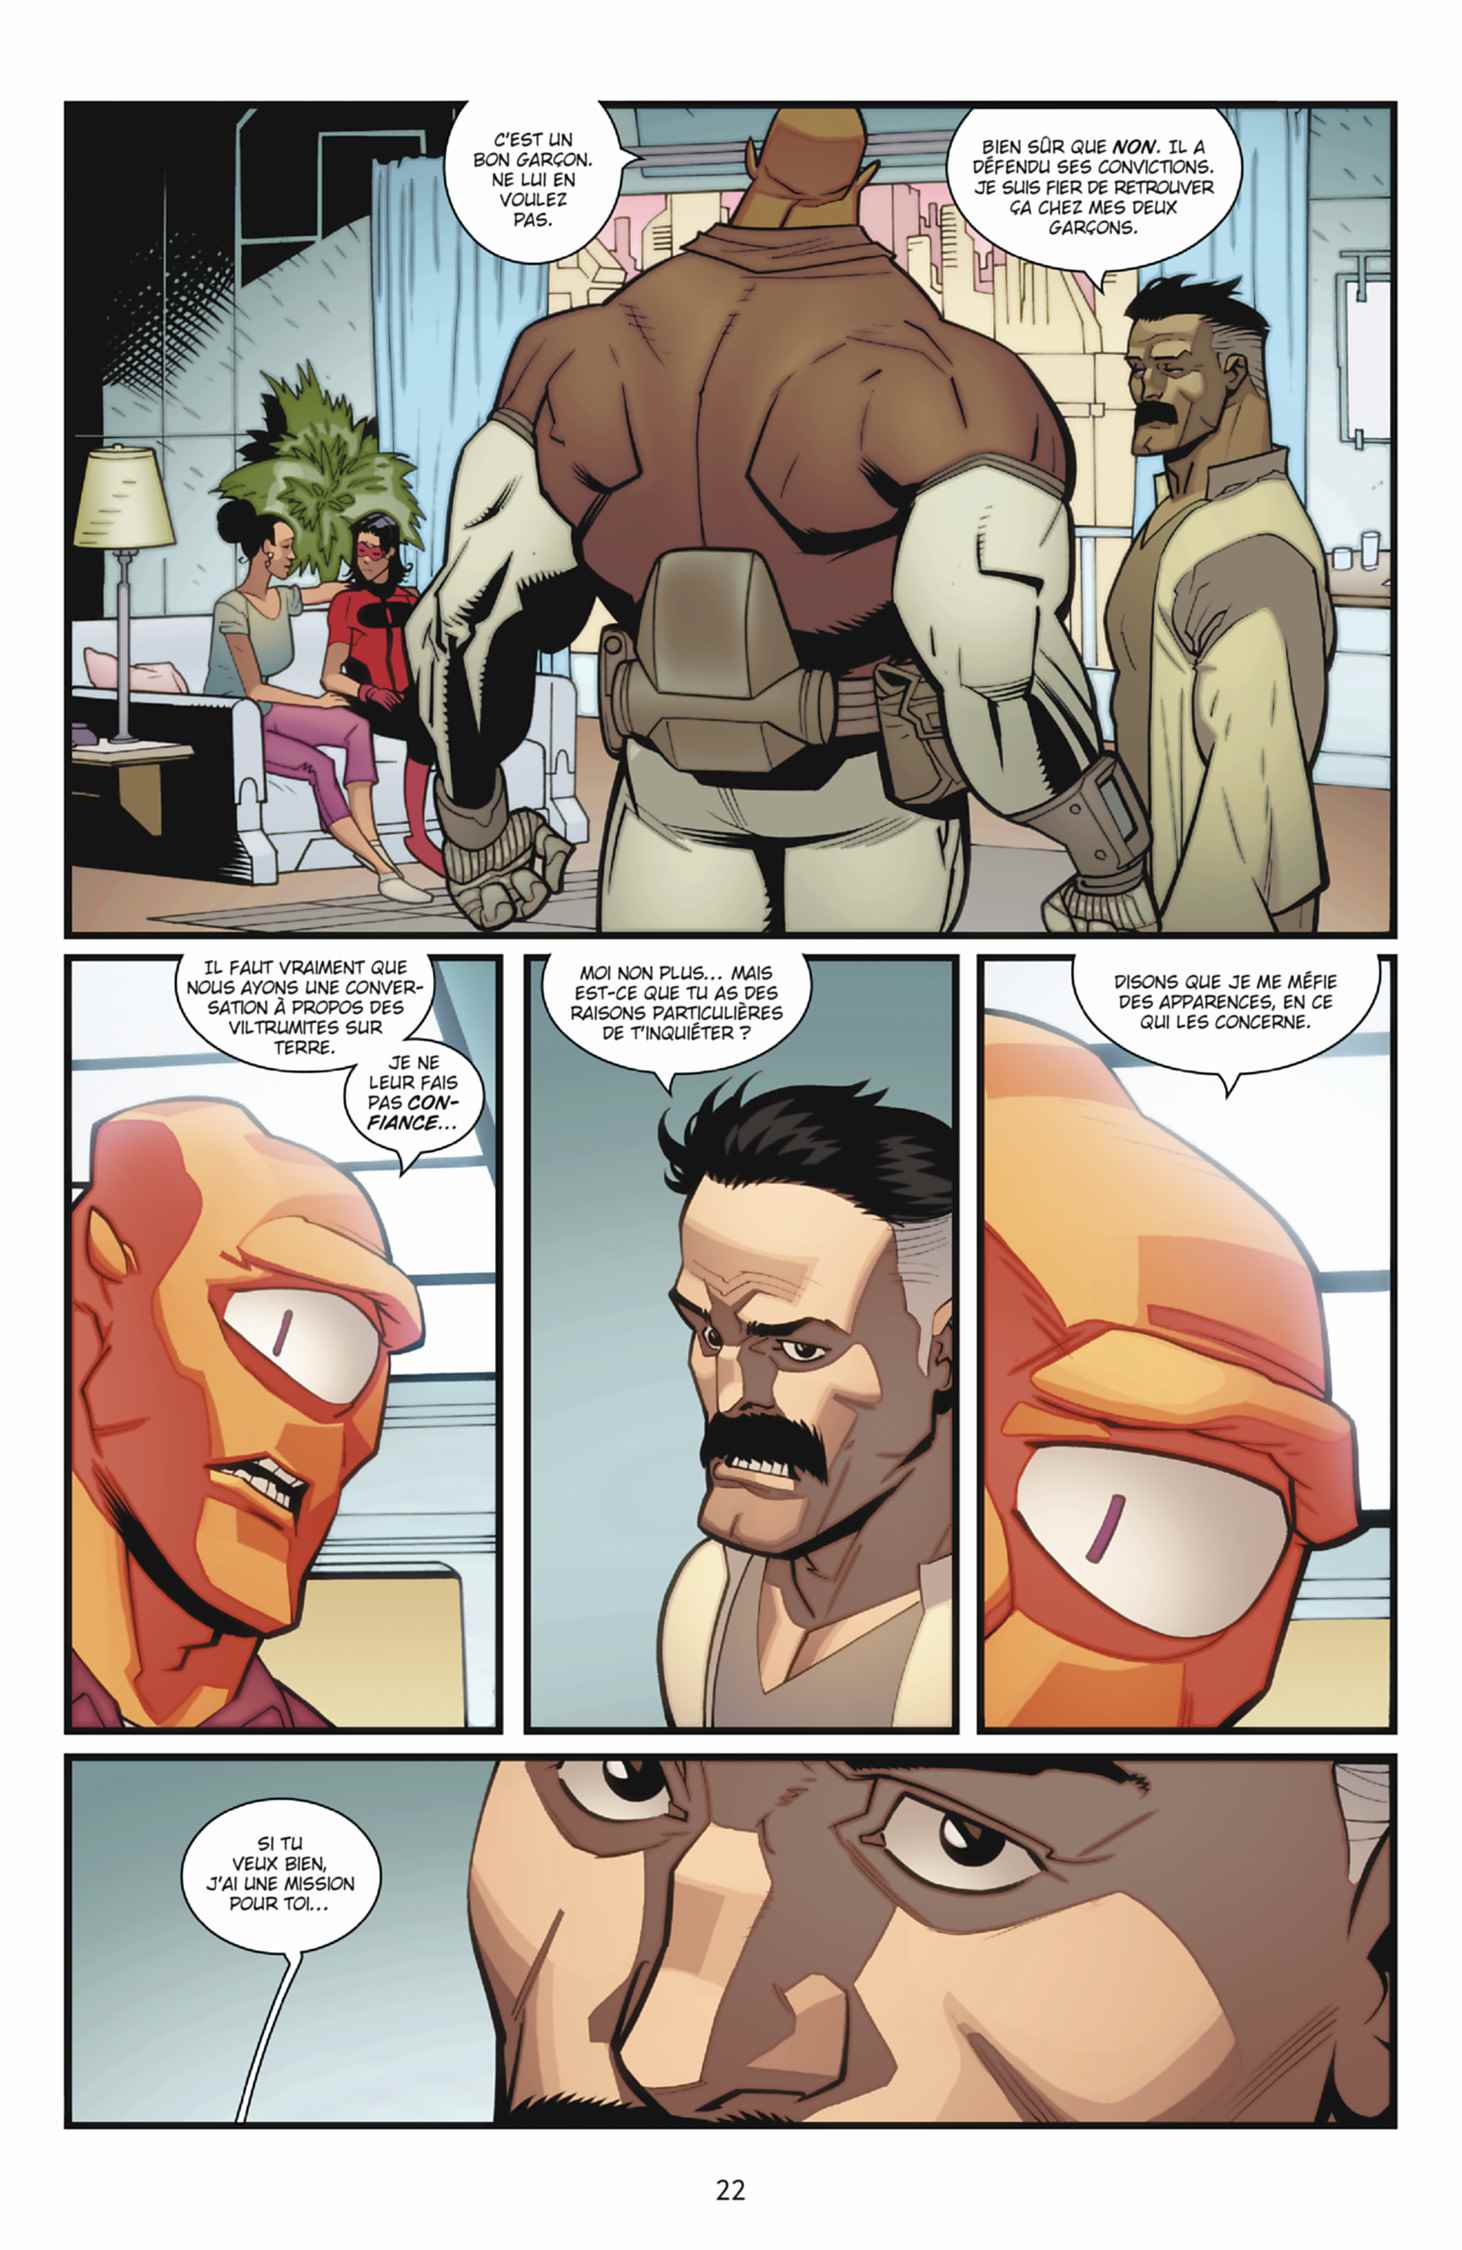 C'EST UN
BON GARÇON.
NE LUI EN
VOULEZ
PAS.
BIEN SÛR QUE NON. IL A
DÉFENDU SES CONVICTIONS.
JE SUIS FIER DE RETROUVER
ÇA CHEZ MES DEUX
GARÇONS.
IL FAUT VRAIMENT QUE
NOUS AYONS UNE CONVER-
SATION À PROPOS DES
VILTRUMITES SUR
TERRE.
JE NE
LEUR FAIS
PAS CON-
FIANCE...
MOI NON PLUS... MAIS
EST-CE QUE TU AS DES
RAISONS PARTICULIÈRES
DE T'INQUIÉTER ?
DISONS QUE JE ME MÉFIE
DES APPARENCES, EN CE
QUI LES CONCERNE.
SI TU
VEUX BIEN,
J'AI UNE MISSION
POUR TOI...
22